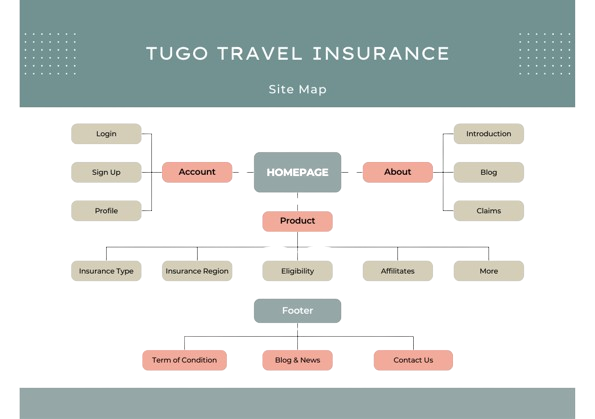 TUGO TRAVEL INSURANCE
Site Map
Login
Introduction
Sign Up
Account
HOMEPAGE
About
Blog
Profile
Product
Claims
Insurance Type
Insurance Region
Eligibility
Affilitates
More
Footer
Term of Condition
Blog & News
Contact Us